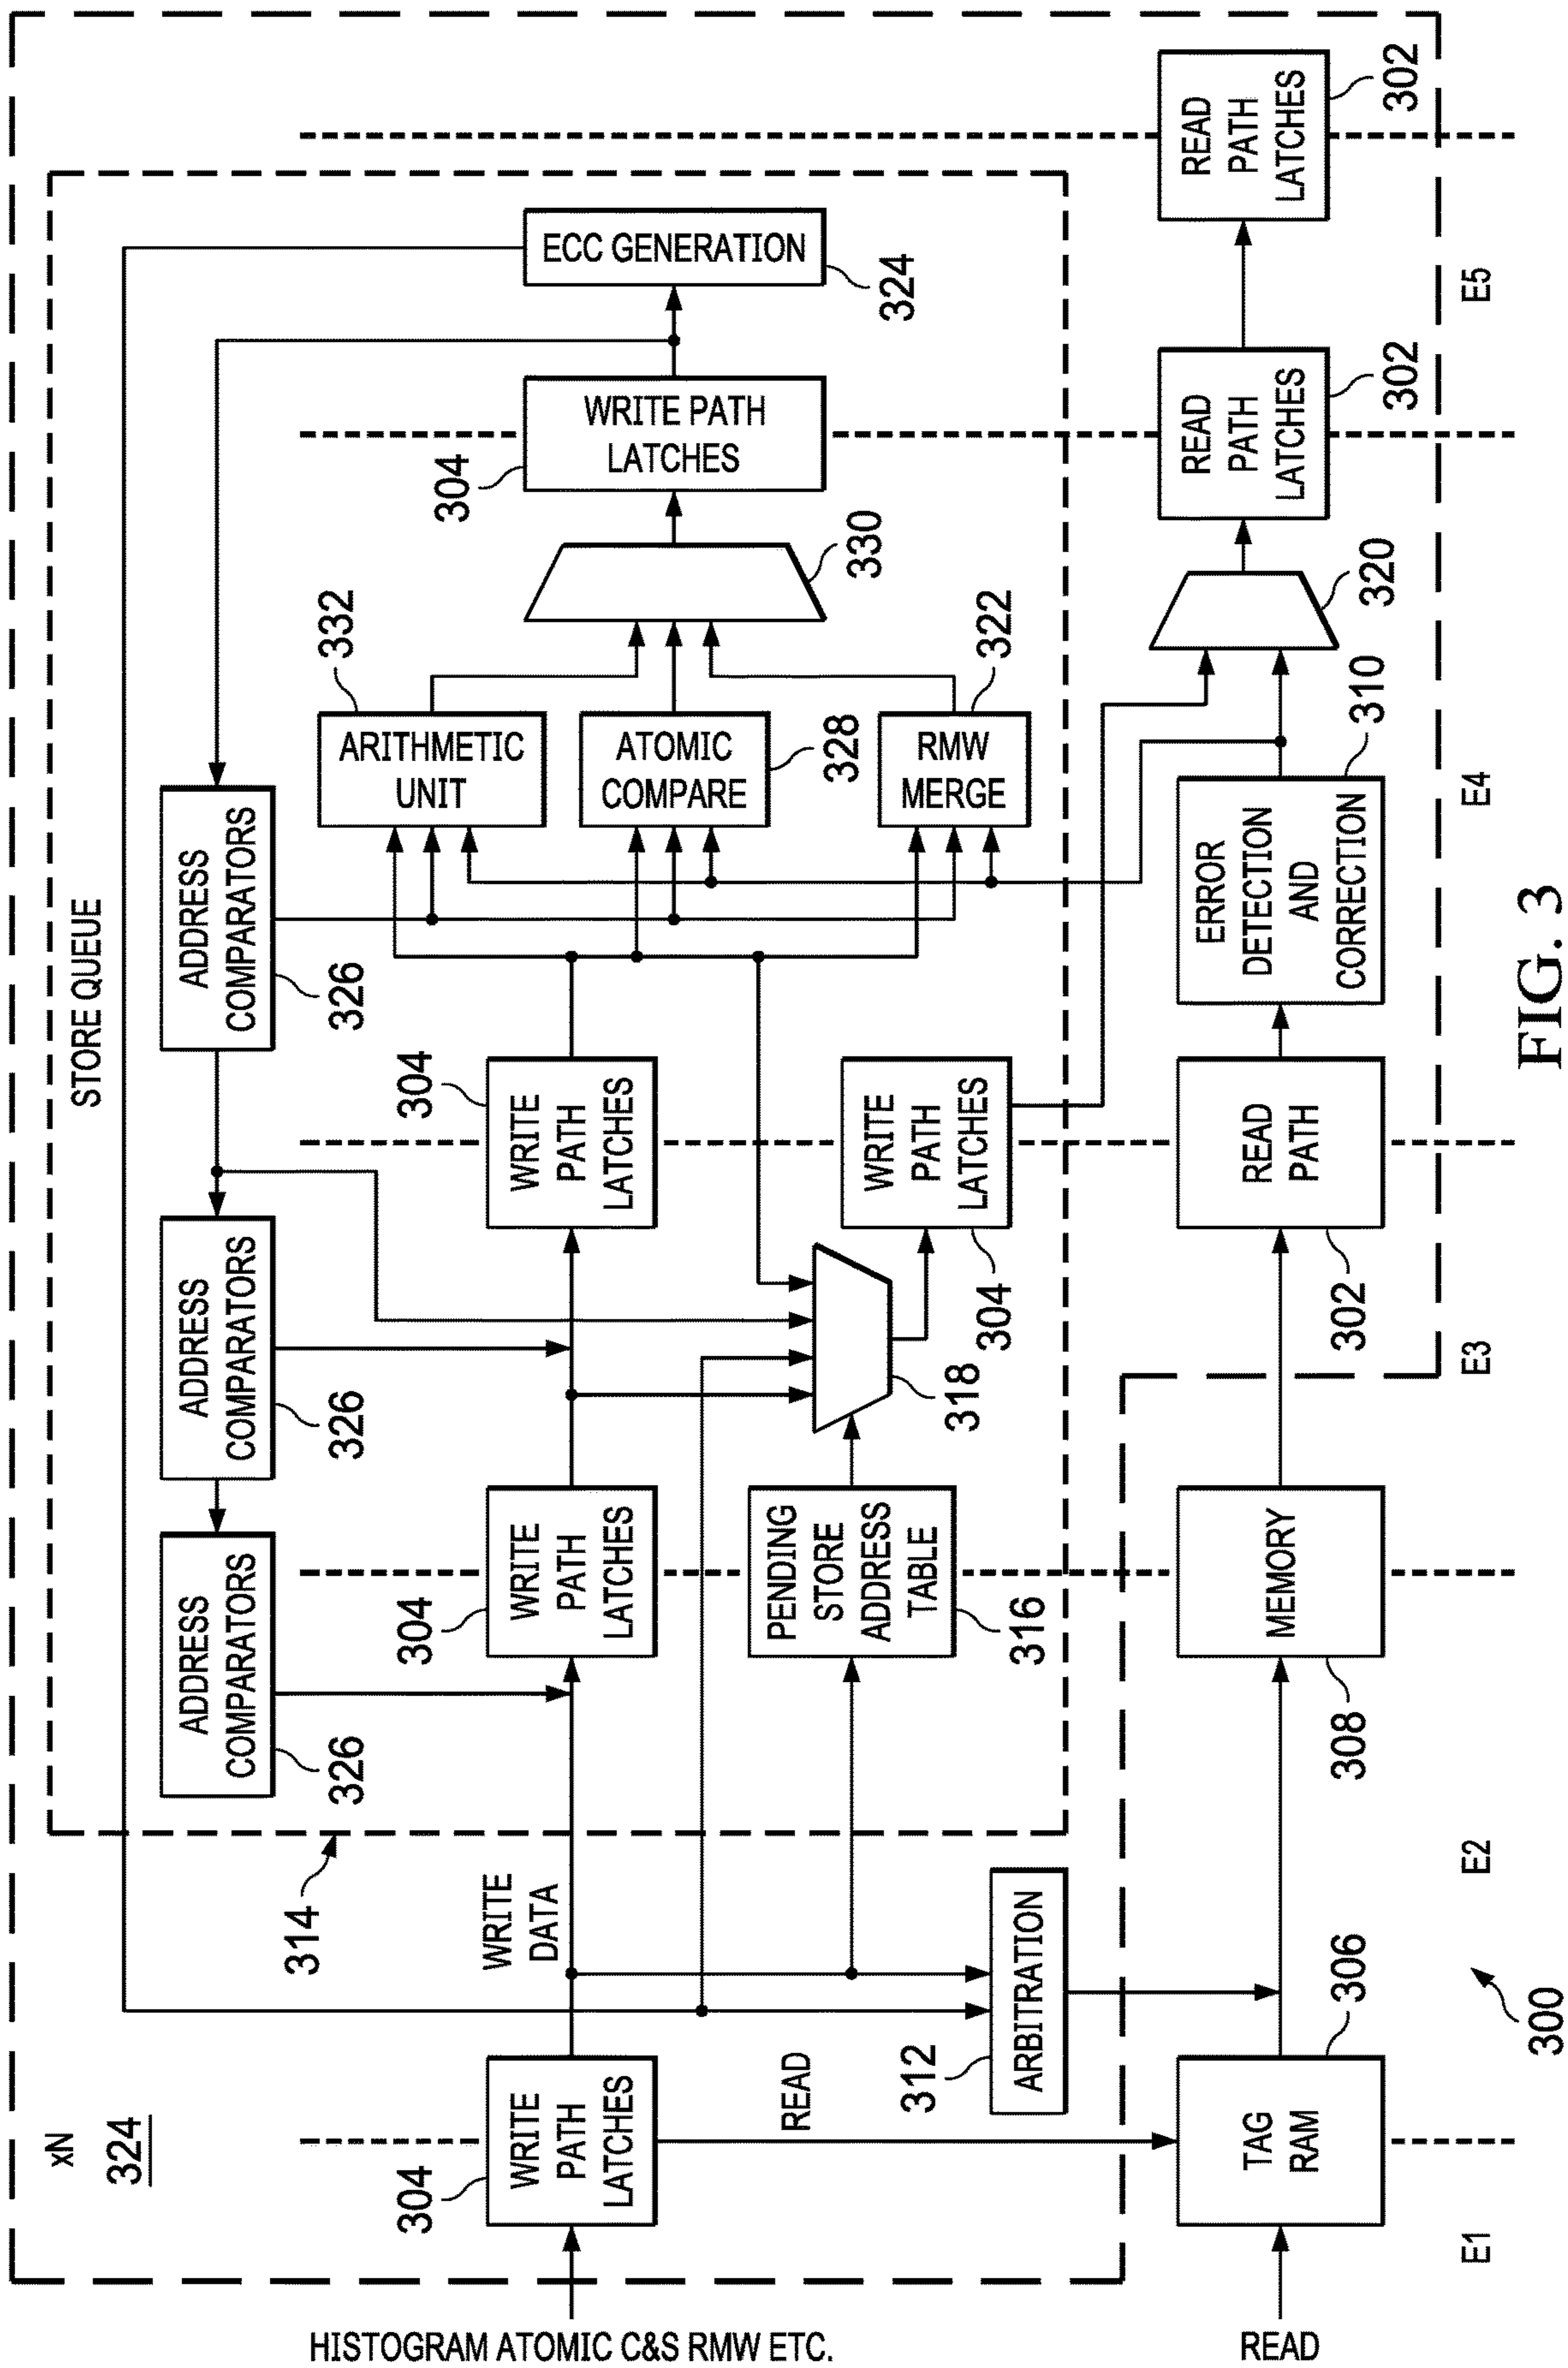 HISTOGRAM ATOMIC C&S RMW ETC.
READ
xN
324
STORE QUEUE
314
304
WRITE
PATH
LATCHES
WRITE
DATA
READ
312
ARBITRATION
TAG
RAM
306
ADDRESS
COMPARATORS
326
304
WRITE
PATH
LATCHES
PENDING
STORE
ADDRESS
TABLE
316
MEMORY
308
ADDRESS
COMPARATORS
326
318
304
WRITE
PATH
LATCHES
WRITE
PATH
LATCHES
304
READ
PATH
302
ADDRESS
COMPARATORS
326
332
ARITHMETIC
UNIT
ATOMIC
COMPARE
328
RMW
MERGE
322
ERROR
DETECTION
AND
CORRECTION
310
330
320
304
WRITE PATH
LATCHES
READ
PATH
LATCHES
302
ECC GENERATION
324
READ
PATH
LATCHES
302
E1
E2
E3
E4
E5
300
FIG. 3